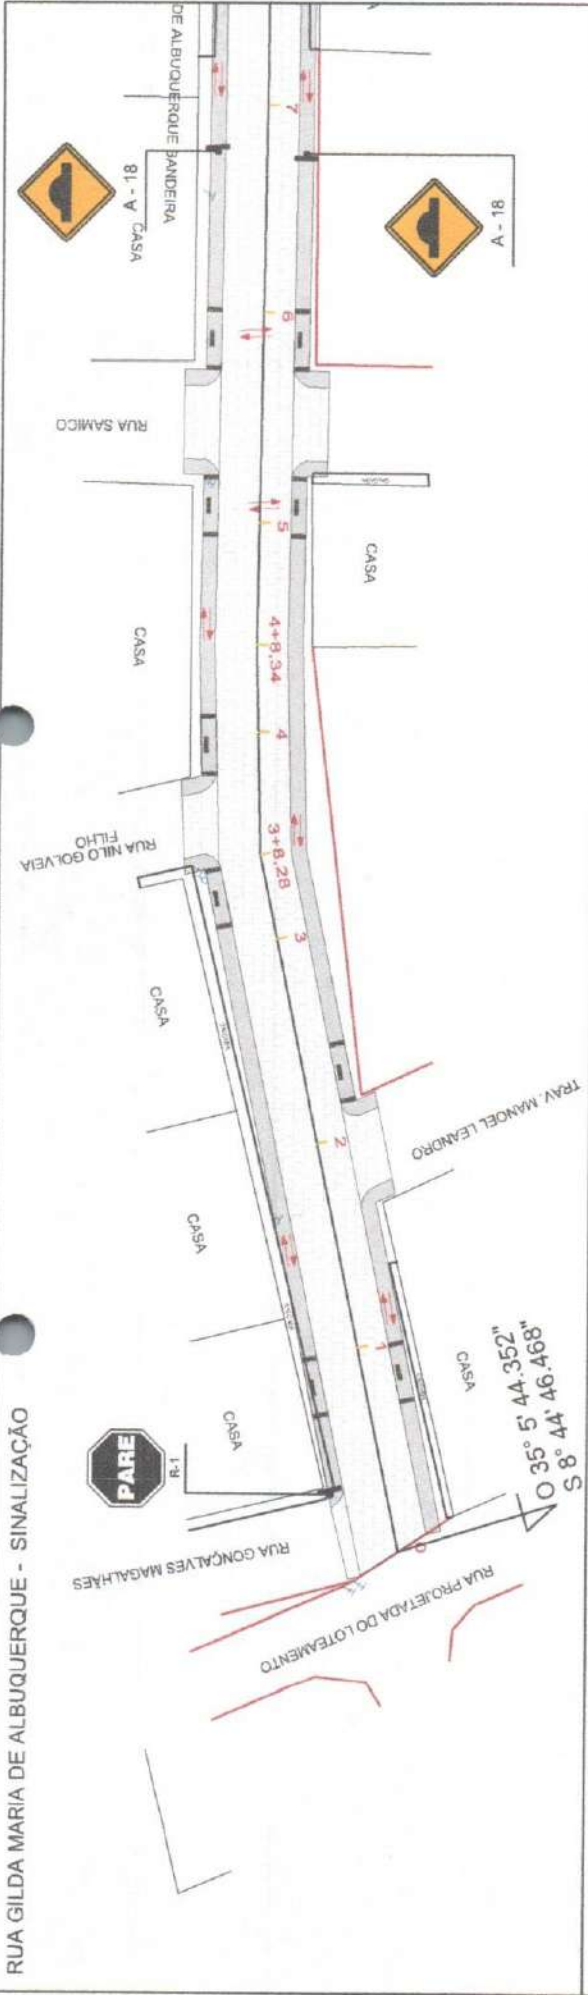 RUA GILDA MARIA DE ALBUQUERQUE - SINALIZAÇÃO
PARE
R-1
RUA GONÇALVES MAGALHÃES
RUA PROJETADA DO LOTEAMENTO
0
O 35° 5' 44.352"
S 8° 44' 46.468"
CASA
CASA
1
CASA
2
TRAV. MANOEL LEANDRO
CASA
3
3+8,28
RUA NILO GOLVEIA
FILHO
4
4+8,34
CASA
CASA
5
RUA SAMICO
6
CASA
A - 18
A - 18
7
DE ALBUQUERQUE BANDEIRA